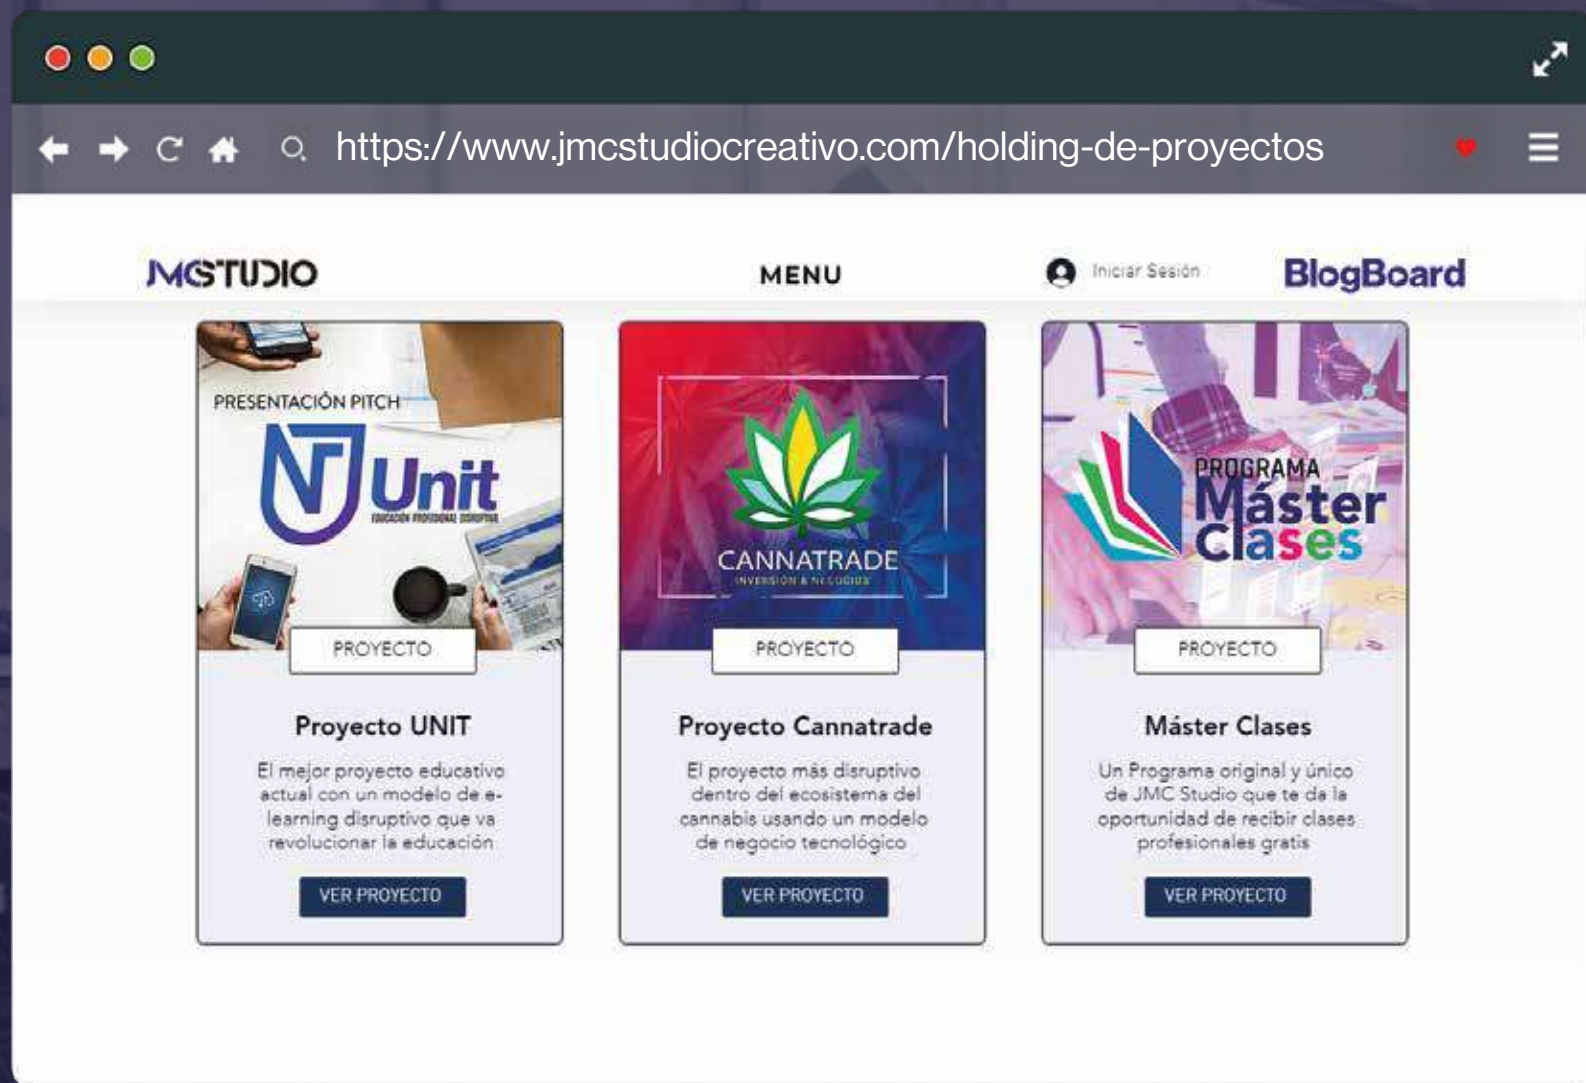 https://www.jmcstudiocreativo.com/holding-de-proyectos
JMCSTUDIO
MENU
Iniciar Sesión
BlogBoard
PRESENTACIÓN PITCH
Unit
EDUCACIÓN PROFESIONAL DISRUPTIVA
PROYECTO
Proyecto UNIT
El mejor proyecto educativo
actual con un modelo de e-
learning disruptivo que va
revolucionar la educación
VER PROYECTO
CANNATRADE
INVERSIÓN & NEGOCIOS
PROYECTO
Proyecto Cannatrade
El proyecto más disruptivo
dentro del ecosistema del
cannabis usando un modelo
de negocio tecnológico
VER PROYECTO
PROGRAMA
Máster
Clases
PROYECTO
Máster Clases
Un Programa original y único
de JMC Studio que te da la
oportunidad de recibir clases
profesionales gratis
VER PROYECTO